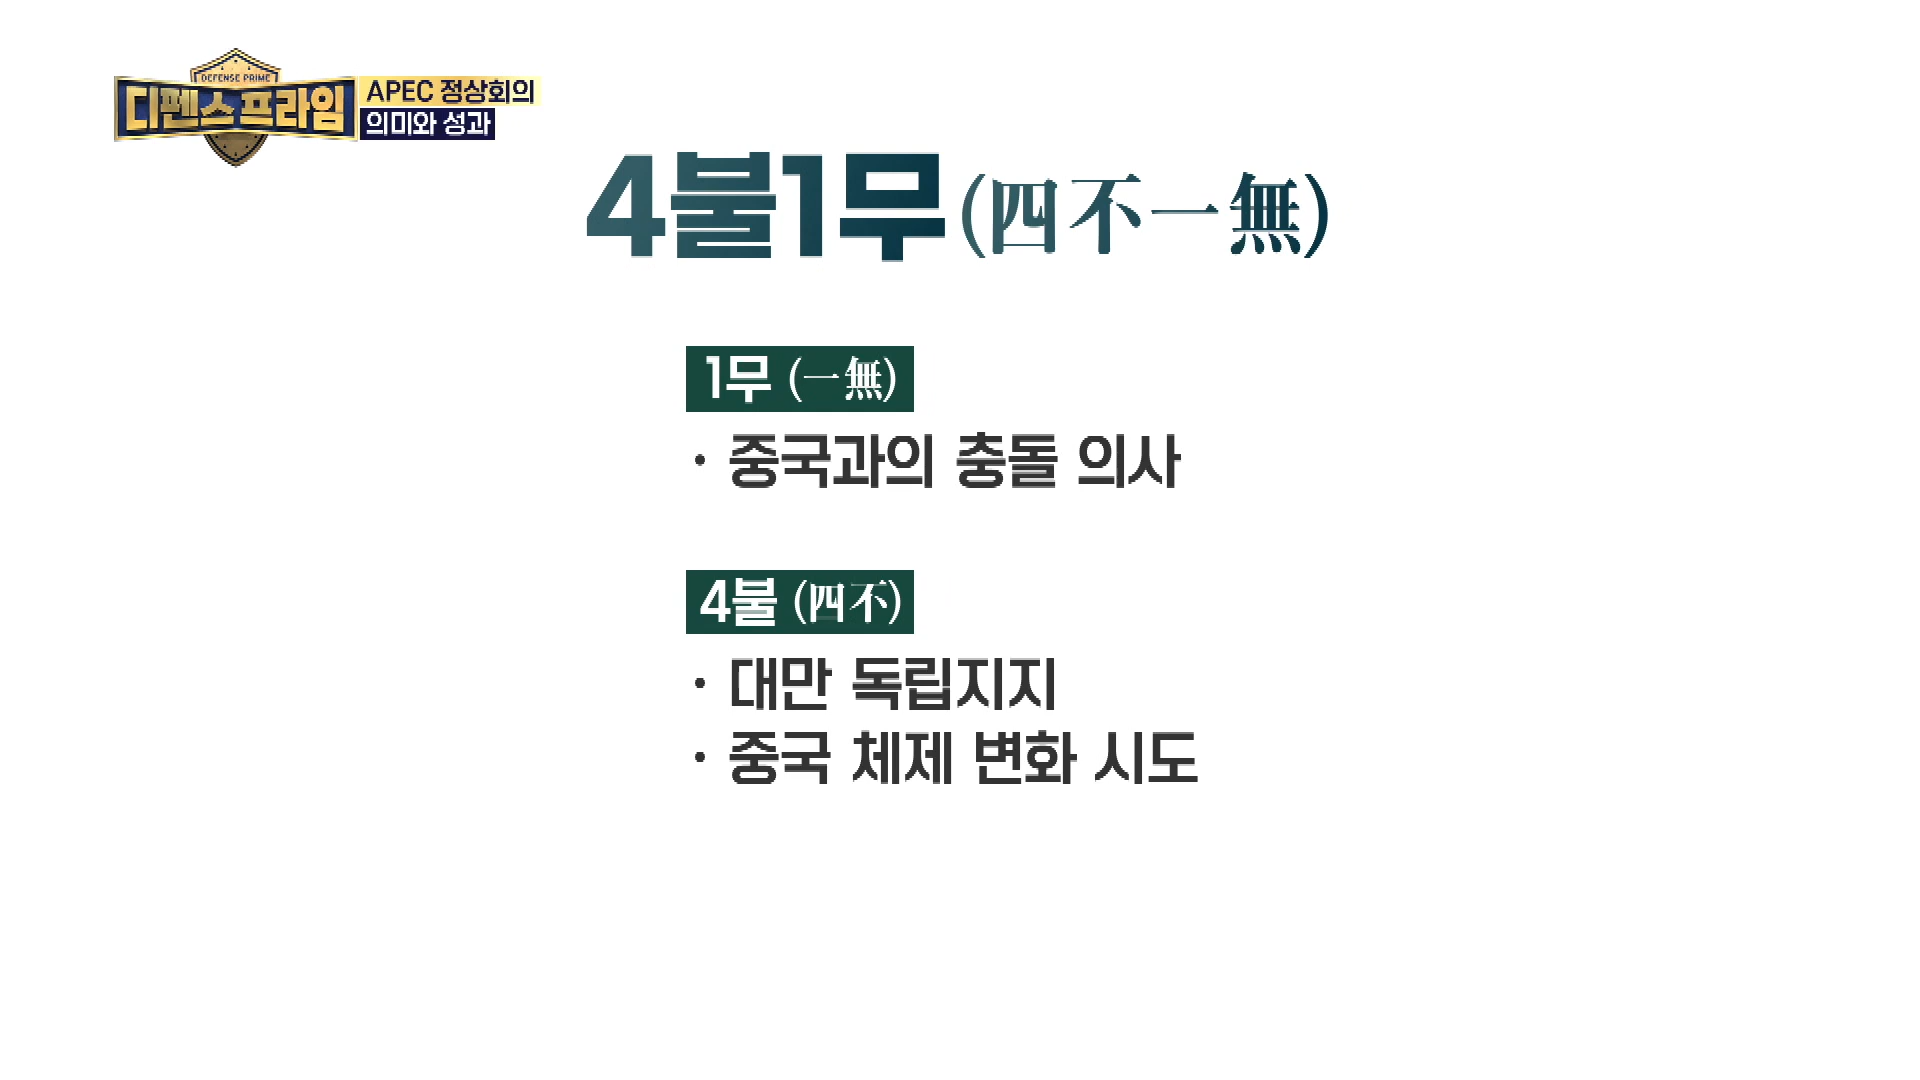 DEFENSE PRIME
디펜스프라임
APEC 정상회의
의미와 성과
4불1무(四不一無)
1무 (一無)
· 중국과의 충돌 의사
4불 (四不)
· 대만 독립지지
· 중국 체제 변화 시도